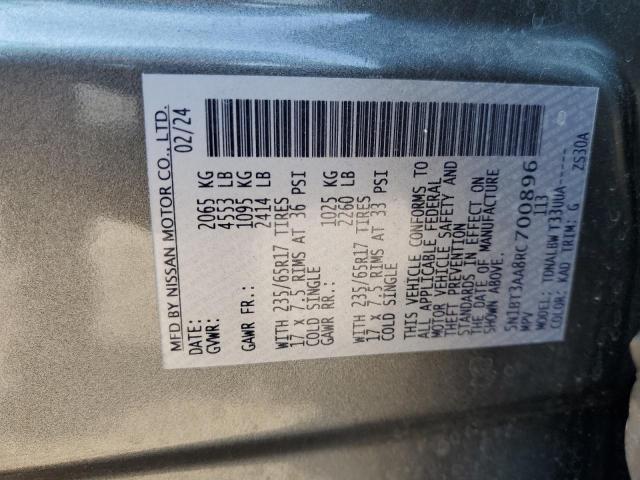 MFD BY NISSAN MOTOR CO., LTD.
DATE: 02/24
GVWR: 2065 KG
4553 LB
GAWR FR.: 1095 KG
2414 LB
WITH 235/65R17 TIRES
17 X 7.5 RIMS AT 36 PSI
COLD SINGLE
GAWR RR.: 1025 KG
2260 LB
WITH 235/65R17 TIRES
17 X 7.5 RIMS AT 33 PSI
COLD SINGLE
THIS VEHICLE CONFORMS TO
ALL APPLICABLE FEDERAL
MOTOR VEHICLE SAFETY AND
THEFT PREVENTION
STANDARDS IN EFFECT ON
THE DATE OF MANUFACTURE
SHOWN ABOVE.
5N1BT3AA8RC700896
MPV 113
MODEL: TDNALBW T33UUA-----
COLOR: KAD TRIM: G ZS30A